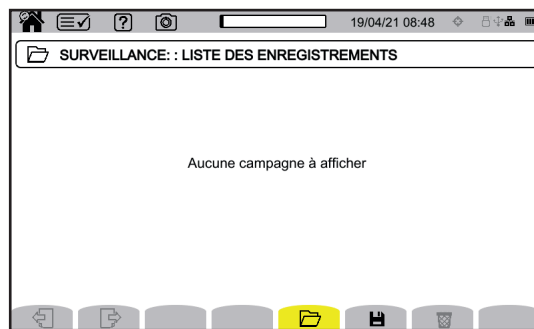 19/04/21 08:48
SURVEILLANCE: : LISTE DES ENREGISTREMENTS
Aucune campagne à afficher